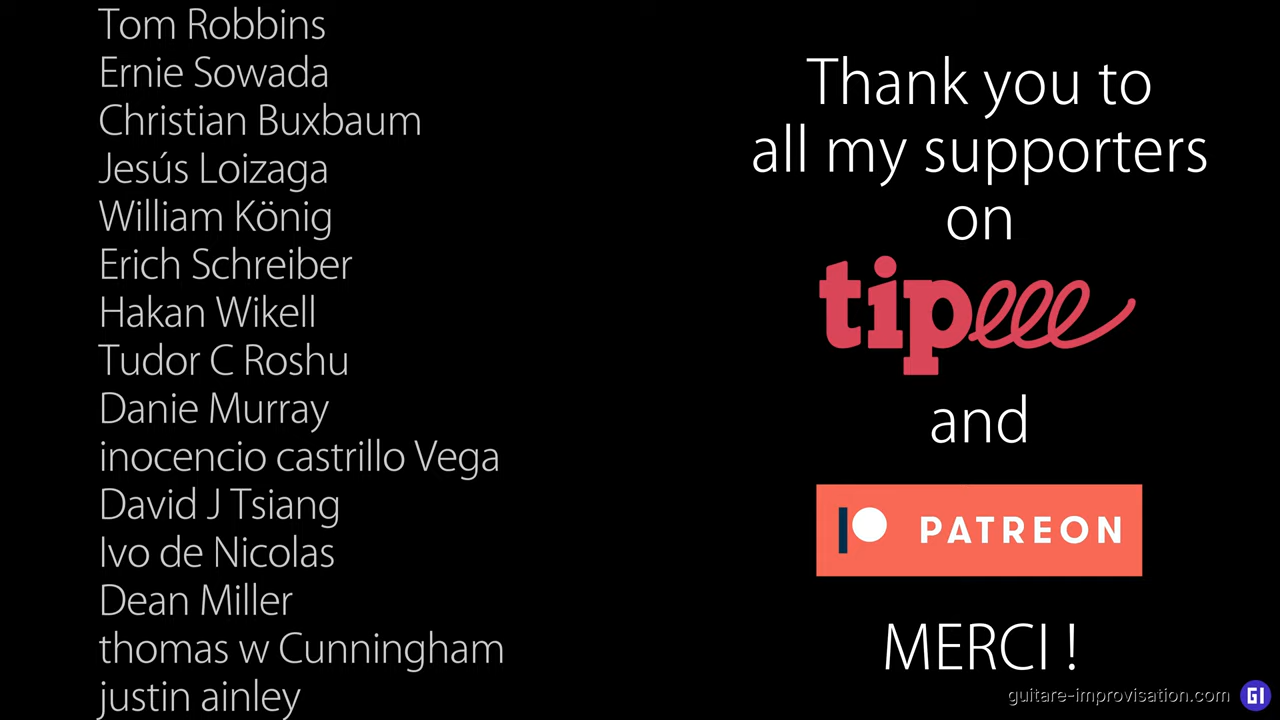 Tom Robbins
Ernie Sowada
Christian Buxbaum
Jesús Loizaga
William König
Erich Schreiber
Hakan Wikell
Tudor C Roshu
Danie Murray
inocencio castrillo Vega
David J Tsiang
Ivo de Nicolas
Dean Miller
thomas w Cunningham
justin ainley
Thank you to
all my supporters
on
tipeee
and
PATREON
MERCI !
guitare-improvisation.com GI